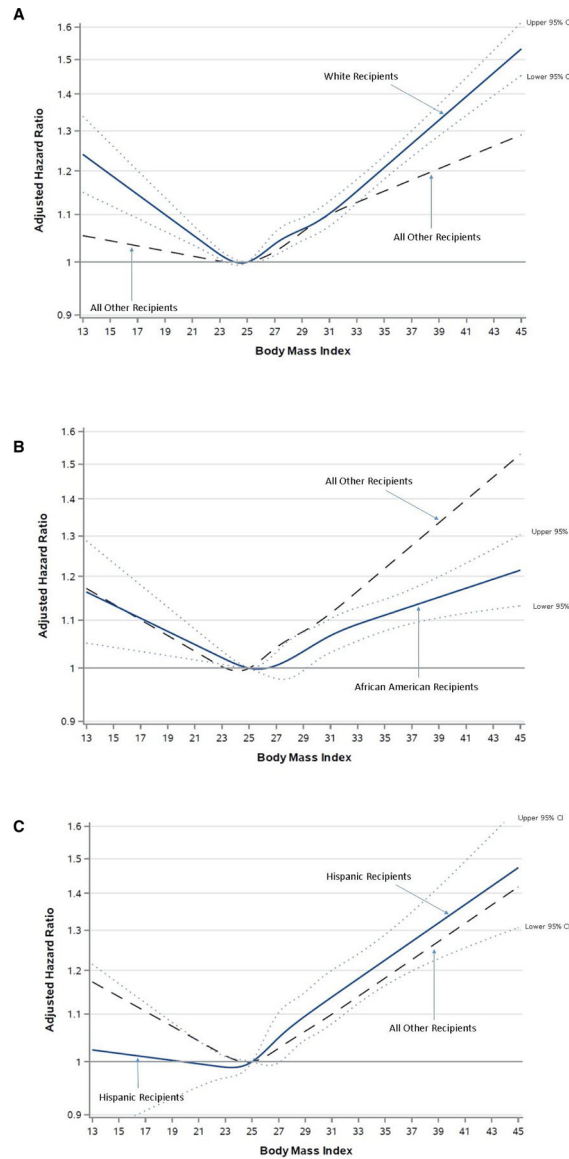 A
1.6
1.5
1.4
1.3
1.2
1.1
1
0.9
Adjusted Hazard Ratio
Upper 95% C
White Recipients
Lower 95% C
All Other Recipients
All Other Recipients
13 15 17 19 21 23 25 27 29 31 33 35 37 39 41 43 45
Body Mass Index
B
1.6
1.5
1.4
1.3
1.2
1.1
1
0.9
Adjusted Hazard Ratio
All Other Recipients
Upper 95%
Lower 95%
African American Recipients
13 15 17 19 21 23 25 27 29 31 33 35 37 39 41 43 45
Body Mass Index
C
1.6
1.5
1.4
1.3
1.2
1.1
1
0.9
Adjusted Hazard Ratio
Upper 95% CI
Hispanic Recipients
Lower 95% CI
All Other Recipients
Hispanic Recipients
13 15 17 19 21 23 25 27 29 31 33 35 37 39 41 43 45
Body Mass Index